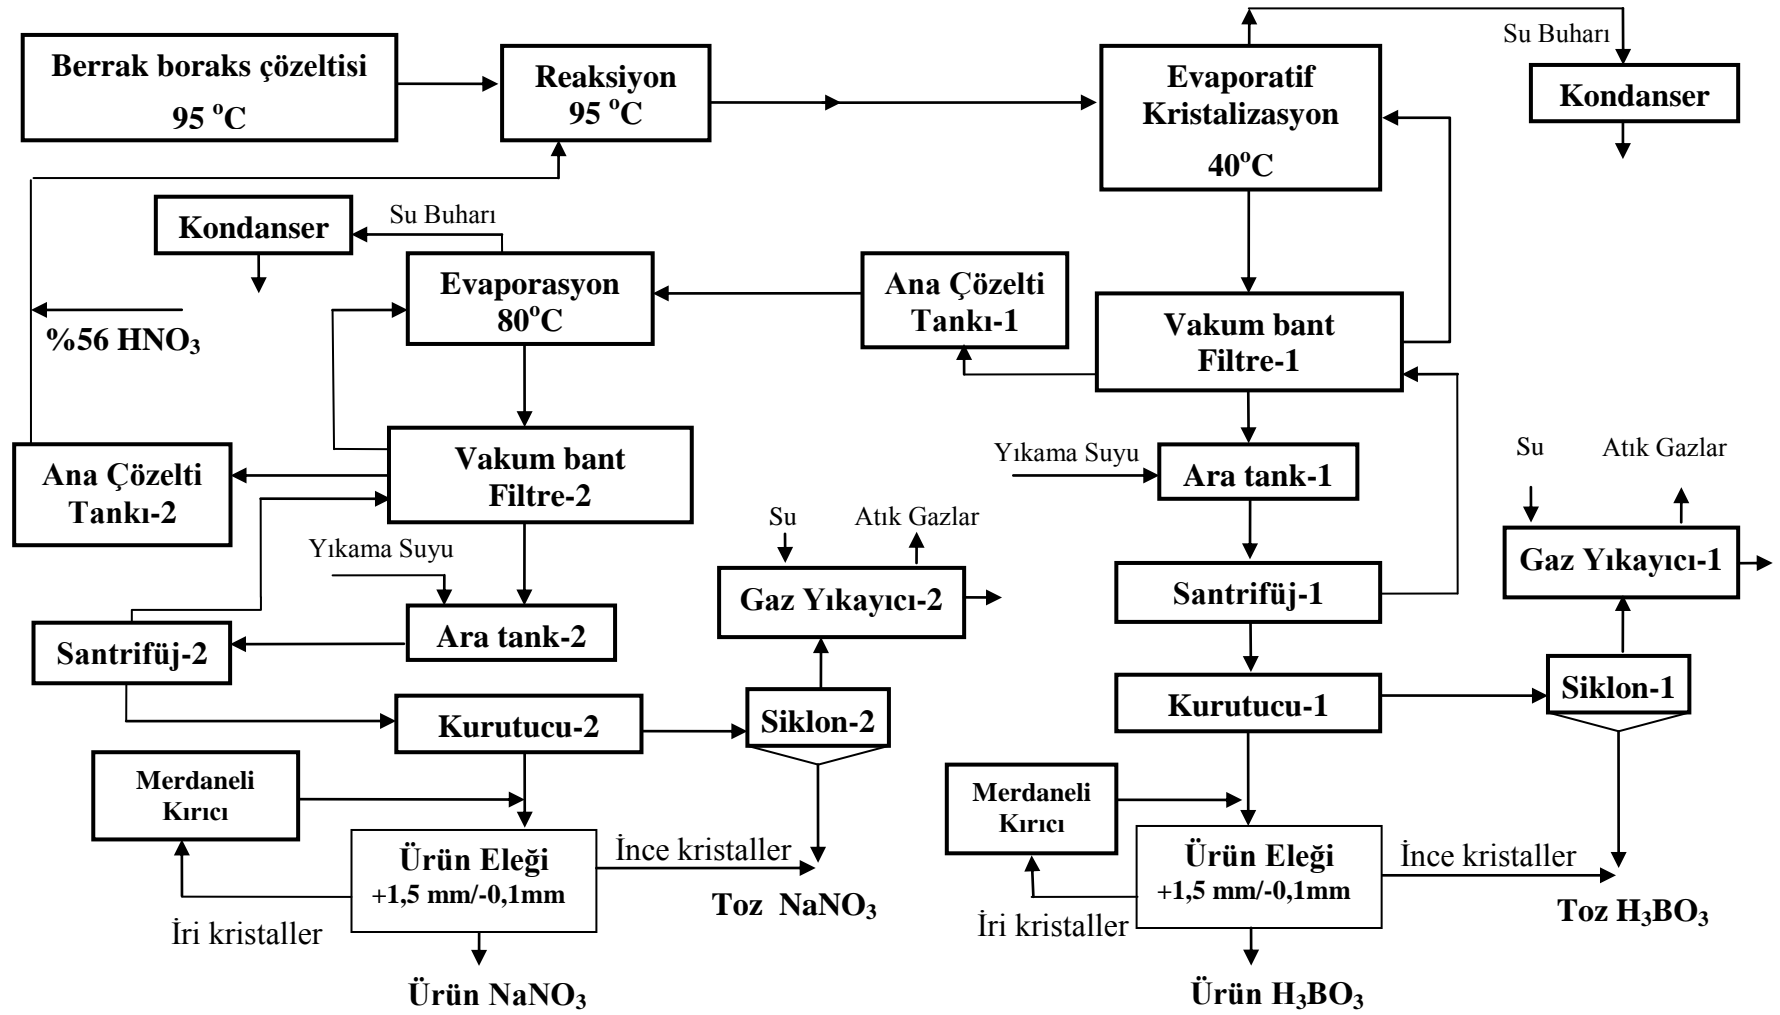 Su Buharı
Berrak boraks çözeltisi
95 °C
Reaksiyon
95 °C
Evaporatif
Kristalizasyon
40°C
Kondanser
Kondanser
Su Buharı
Evaporasyon
80°C
Ana Çözelti
Tankı-1
Vakum bant
Filtre-1
%56 HNO₃
Ana Çözelti
Tankı-2
Vakum bant
Filtre-2
Yıkama Suyu
Ara tank-1
Su
Atık Gazlar
Yıkama Suyu
Su
Atık Gazlar
Gaz Yıkayıcı-1
Gaz Yıkayıcı-2
Santrifüj-1
Santrifüj-2
Ara tank-2
Siklon-1
Kurutucu-1
Kurutucu-2
Siklon-2
Merdaneli
Kırıcı
Merdaneli
Kırıcı
Ürün Eleği
+1,5 mm/-0,1mm
İnce kristaller
Toz NaNO₃
İri kristaller
Ürün NaNO₃
Ürün Eleği
+1,5 mm/-0,1mm
İnce kristaller
Toz H₃BO₃
İri kristaller
Ürün H₃BO₃